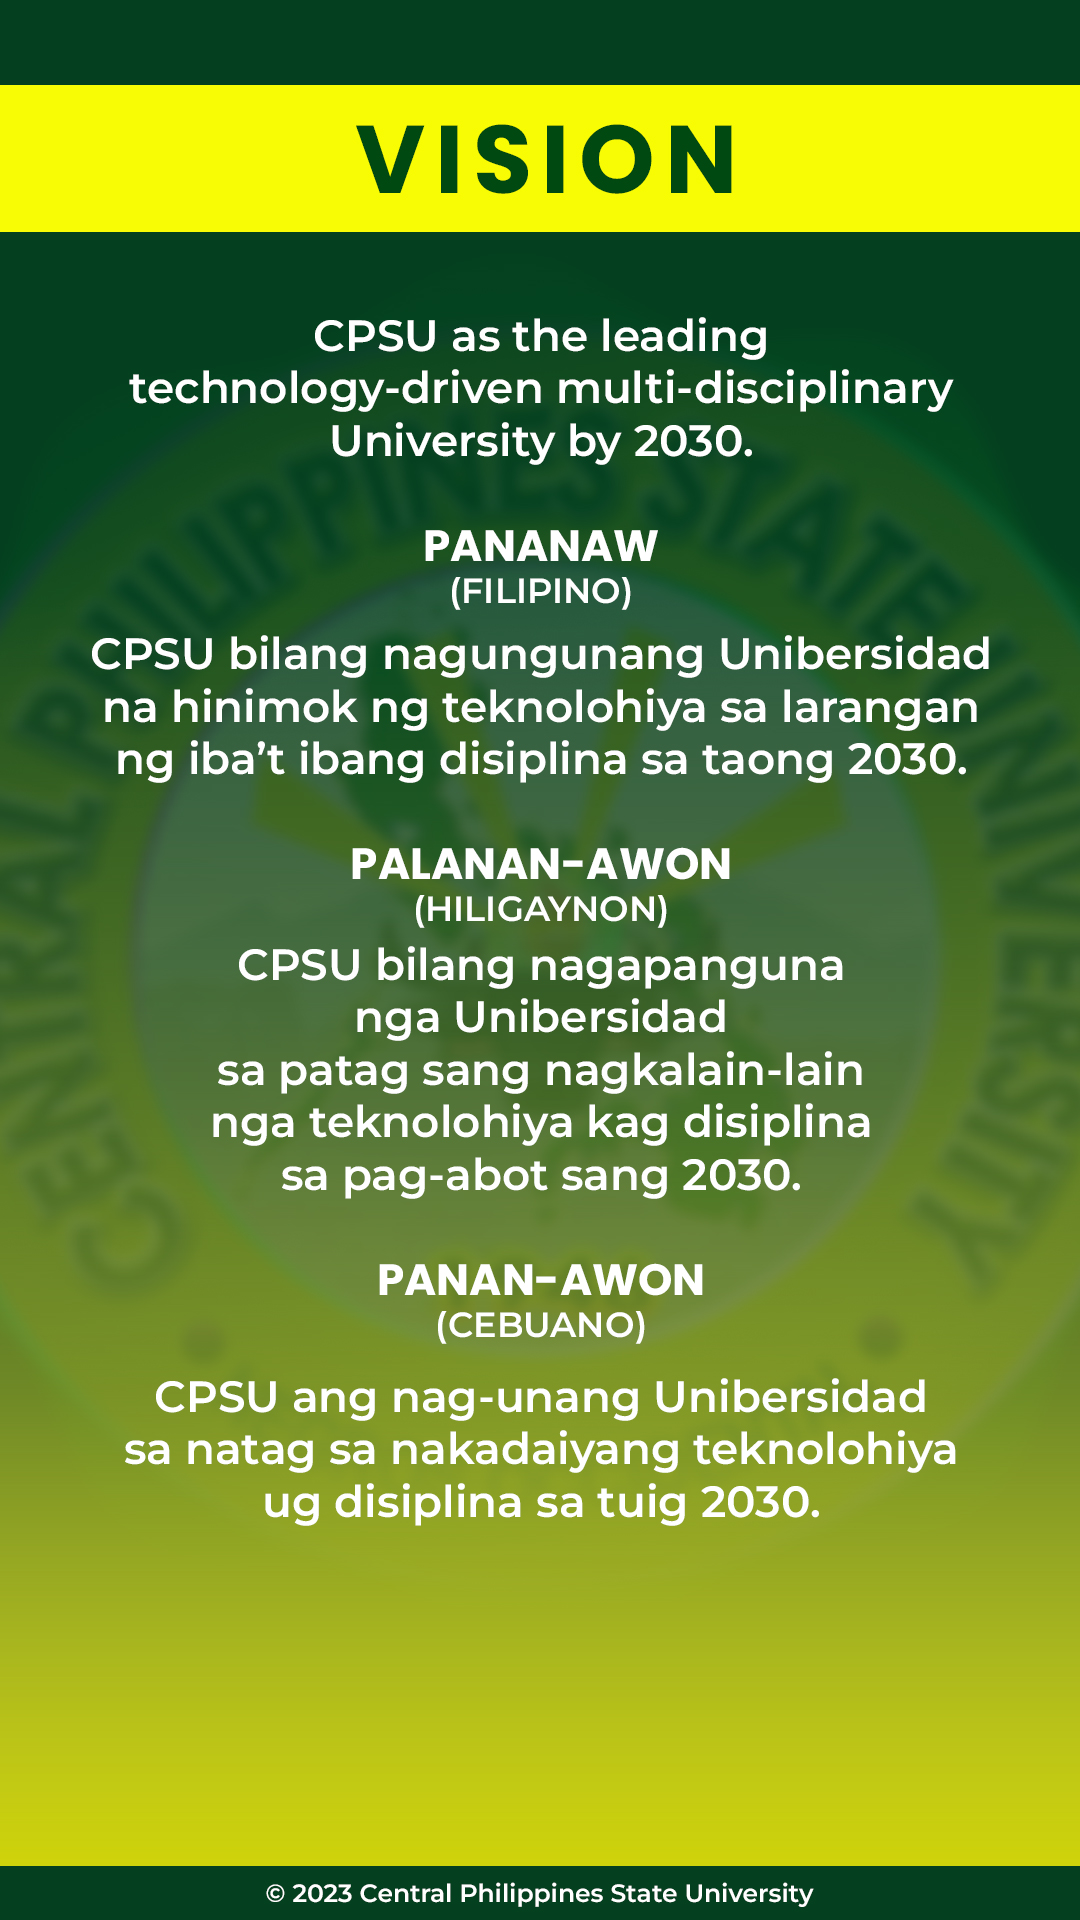 VISION
CPSU as the leading
technology-driven multi-disciplinary
University by 2030.
PANANAW
(FILIPINO)
CPSU bilang nagungunang Unibersidad
na hinimok ng teknolohiya sa larangan
ng iba’t ibang disiplina sa taong 2030.
PALANAN-AWON
(HILIGAYNON)
CPSU bilang nagapanguna
nga Unibersidad
sa patag sang nagkalain-lain
nga teknolohiya kag disiplina
sa pag-abot sang 2030.
PANAN-AWON
(CEBUANO)
CPSU ang nag-unang Unibersidad
sa natag sa nakadaiyang teknolohiya
ug disiplina sa tuig 2030.
CENTRAL PHILIPPINES STATE UNIVERSITY
© 2023 Central Philippines State University